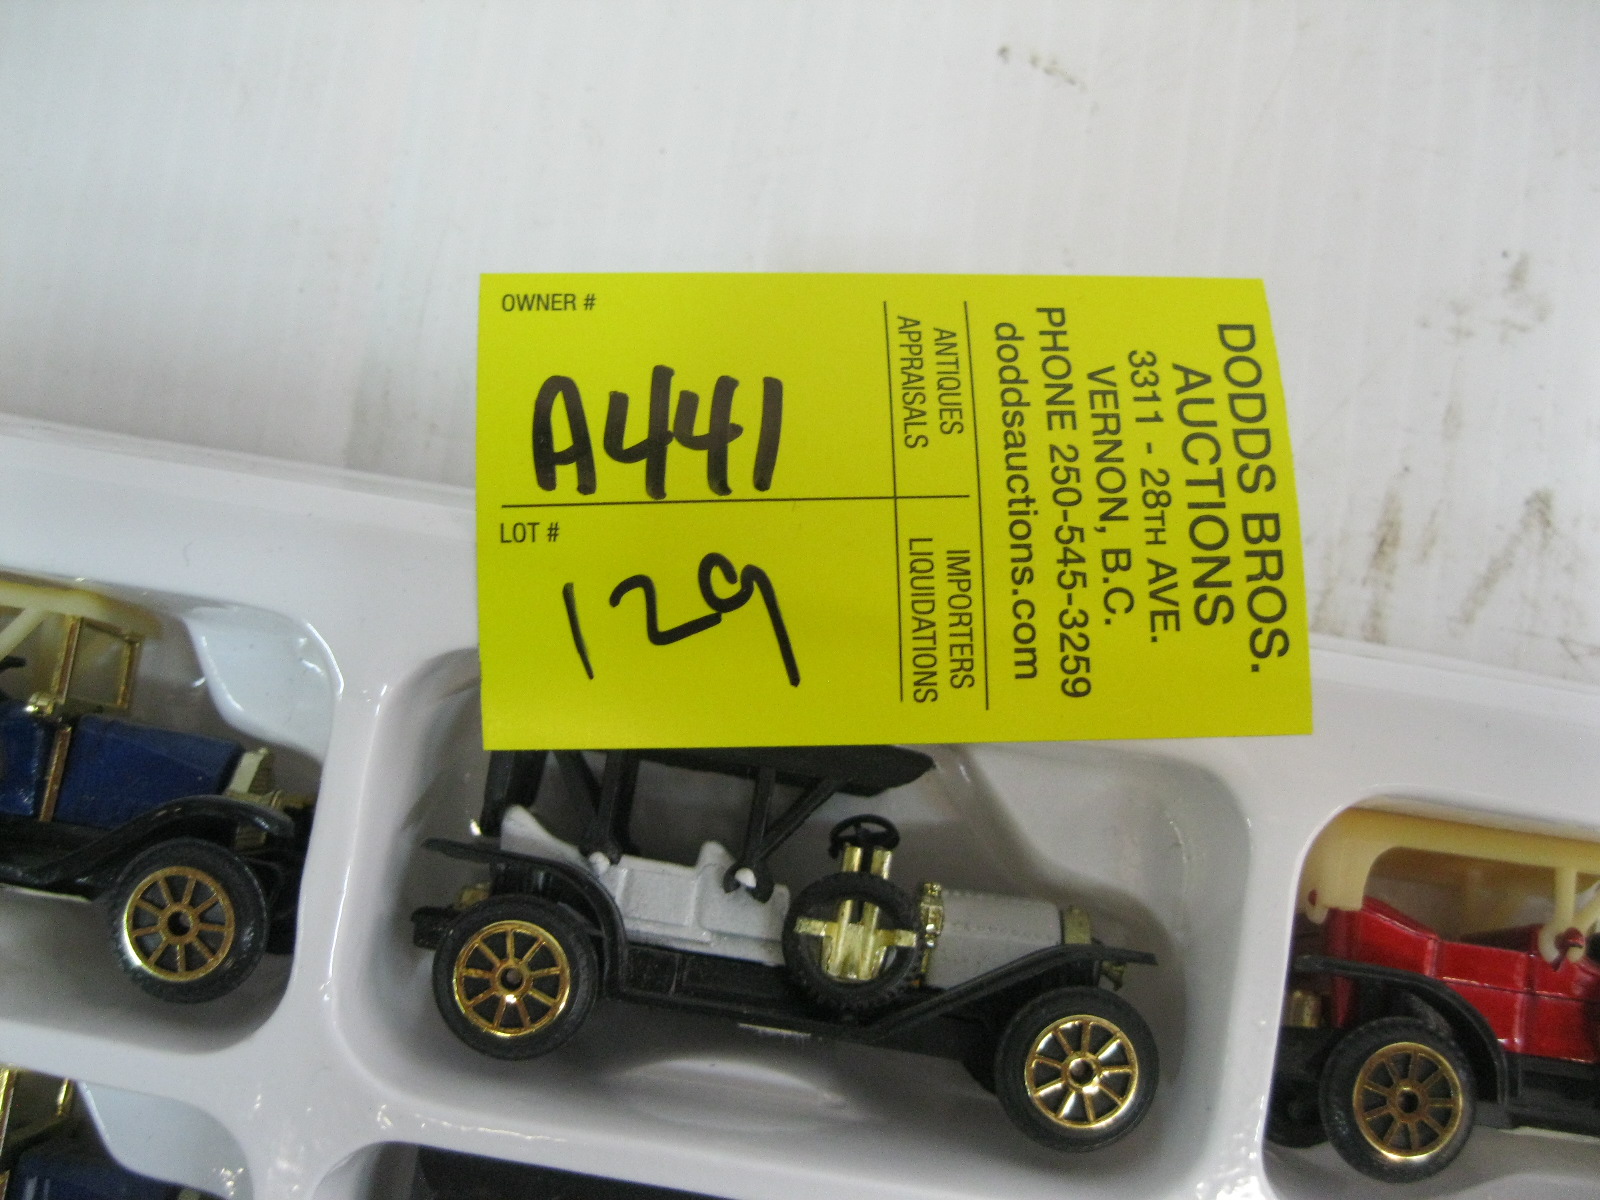 OWNER #
A441
LOT #
129
DODDS BROS.
AUCTIONS
3311 - 28TH AVE.
VERNON, B.C.
PHONE 250-545-3259
doddsauctions.com
ANTIQUES
APPRAISALS
IMPORTERS
LIQUIDATIONS